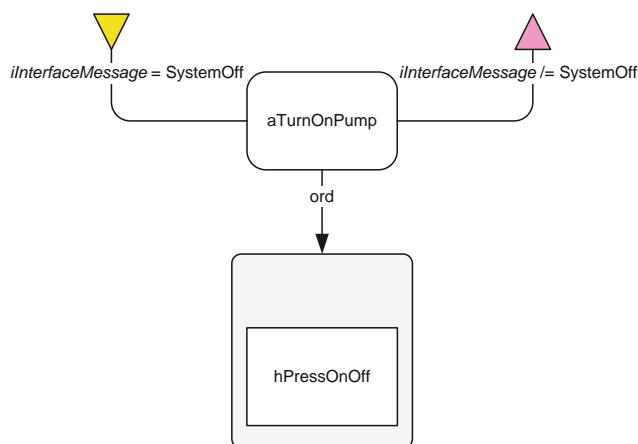 iInterfaceMessage = SystemOff
iInterfaceMessage /= SystemOff
aTurnOnPump
ord
hPressOnOff